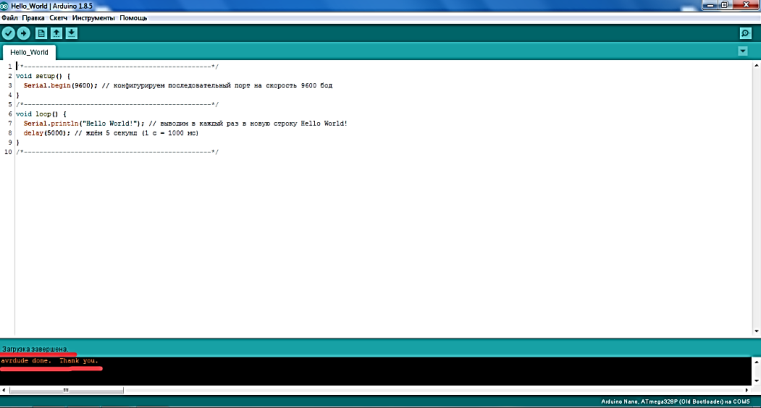 Hello_World | Arduino 1.8.5
Файл Правка Скетч Инструменты Помощь
Hello_World
1 /*-----------------------------------------------*/
2 void setup() {
3 Serial.begin(9600); // конфигурируем последовательный порт на скорость 9600 бод
4 }
5 /*-----------------------------------------------*/
6 void loop() {
7 Serial.println("Hello World!"); // выводим в каждый раз в новую строку Hello World!
8 delay(5000); // ждём 5 секунд (1 с = 1000 мс)
9 }
10 /*-----------------------------------------------*/
Загрузка завершена.
avrdude done. Thank you.
Arduino Nano, ATmega328P (Old Bootloader) на COM5